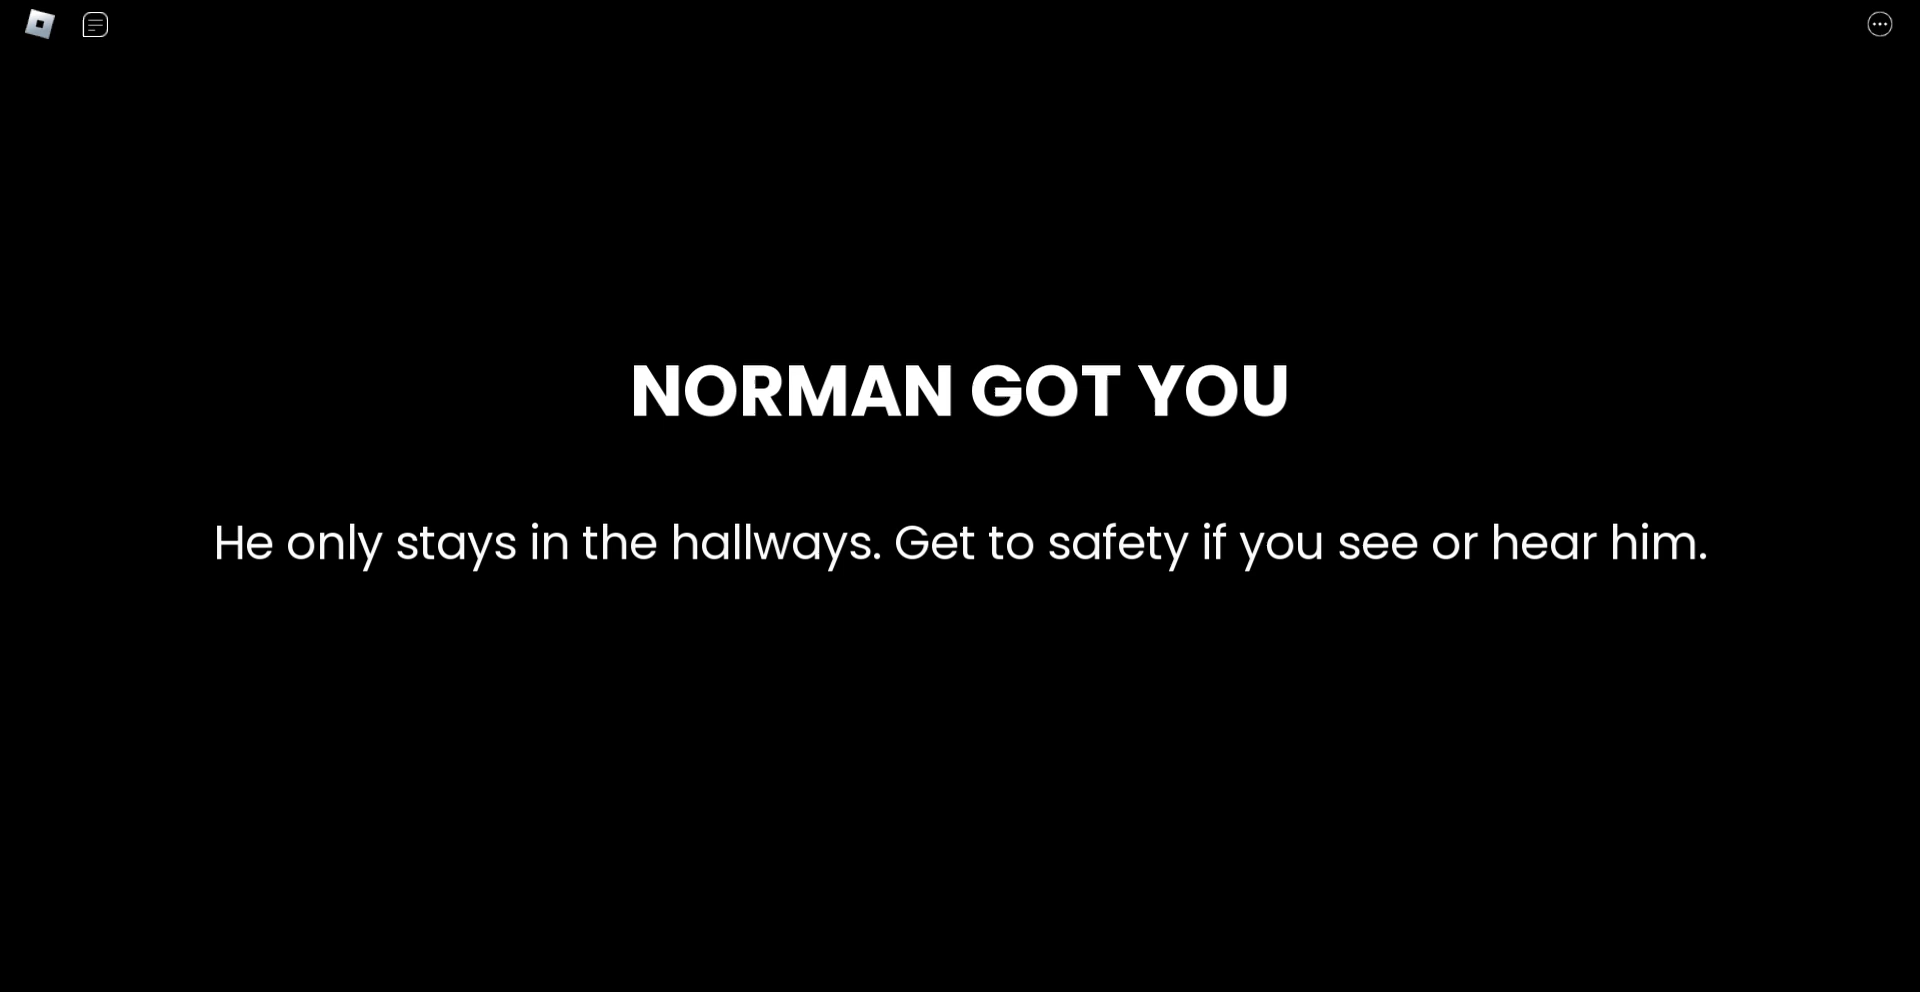 NORMAN GOT YOU
He only stays in the hallways. Get to safety if you see or hear him.